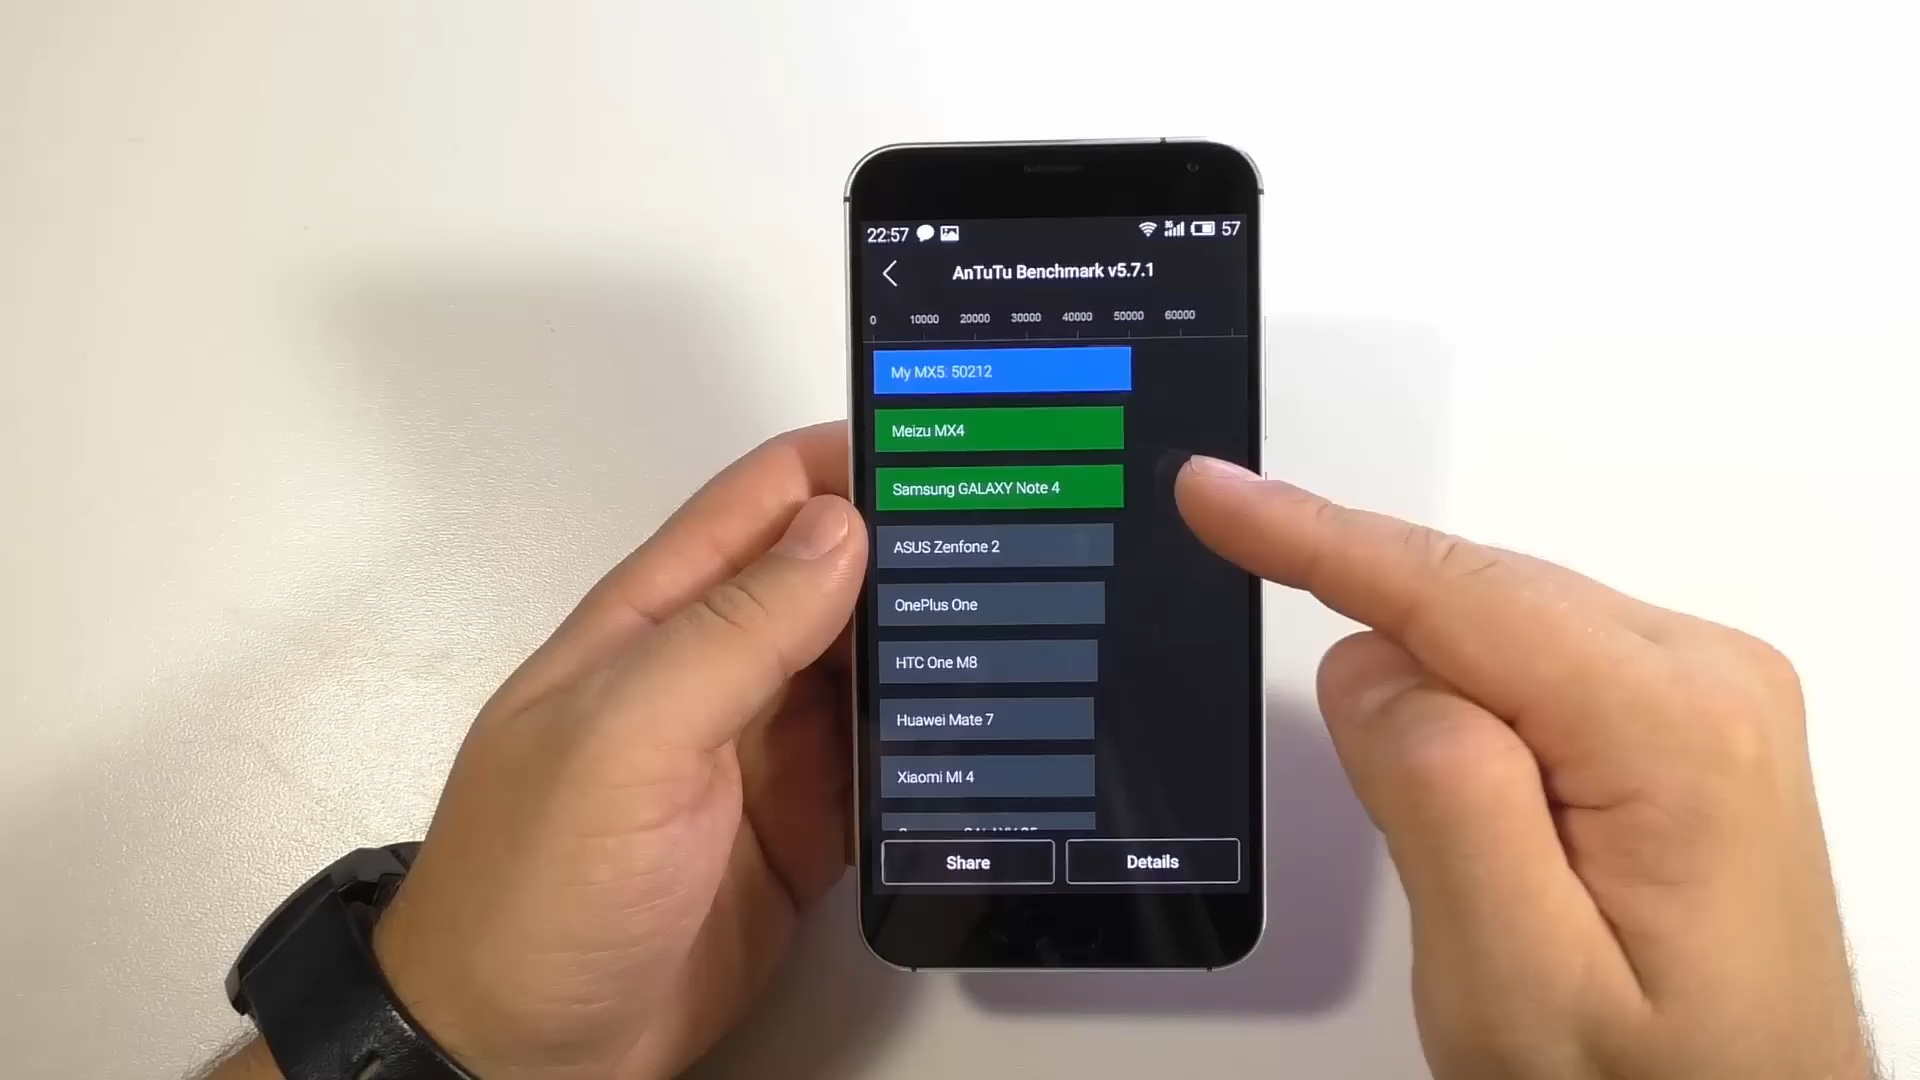 22:57 3G 57
AnTuTu Benchmark v5.7.1
0 10000 20000 30000 40000 50000 60000
My MX5: 50212
Meizu MX4
Samsung GALAXY Note 4
ASUS Zenfone 2
OnePlus One
HTC One M8
Huawei Mate 7
Xiaomi MI 4
Share Details